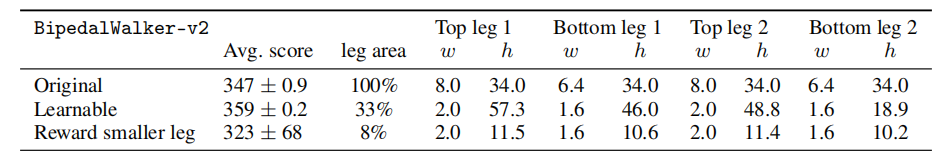 BipedalWalker-v2 Top leg 1 Bottom leg 1 Top leg 2 Bottom leg 2
Avg. score leg area w h w h w h w h
Original 347 ± 0.9 100% 8.0 34.0 6.4 34.0 8.0 34.0 6.4 34.0
Learnable 359 ± 0.2 33% 2.0 57.3 1.6 46.0 2.0 48.8 1.6 18.9
Reward smaller leg 323 ± 68 8% 2.0 11.5 1.6 10.6 2.0 11.4 1.6 10.2